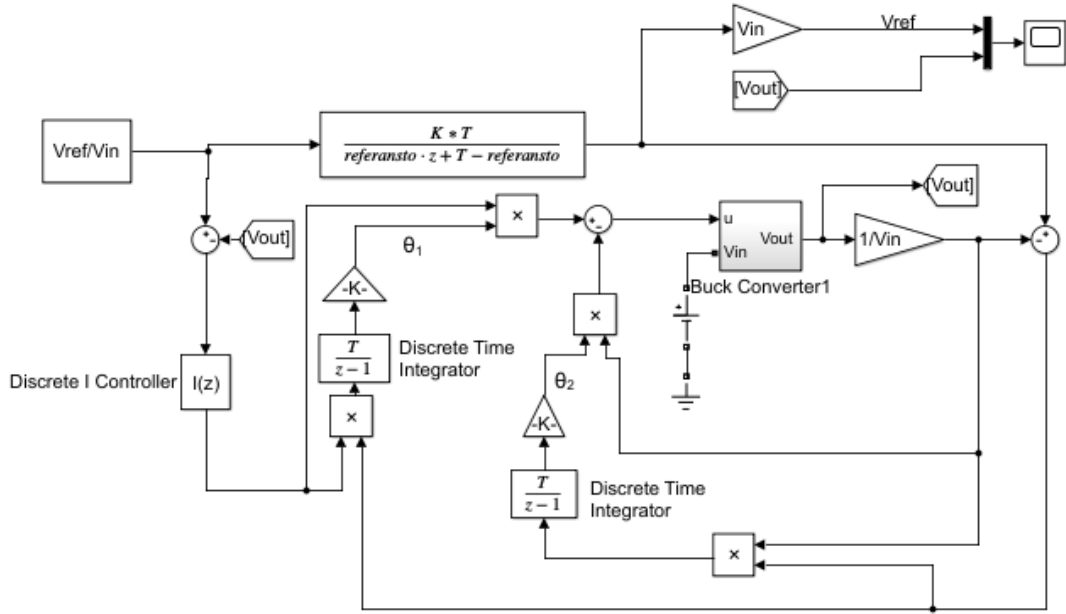 Vin
Vref
[Vout]
Vref/Vin
K * T
referansto · z + T − referansto
[Vout]
×
+
−
u
Vin
Vout
1/Vin
−
+
+
−
[Vout]
θ₁
-K-
Buck Converter1
×
+
T
z − 1
Discrete Time
Integrator
Discrete I Controller
I(z)
θ₂
×
-K-
T
z − 1
Discrete Time
Integrator
×